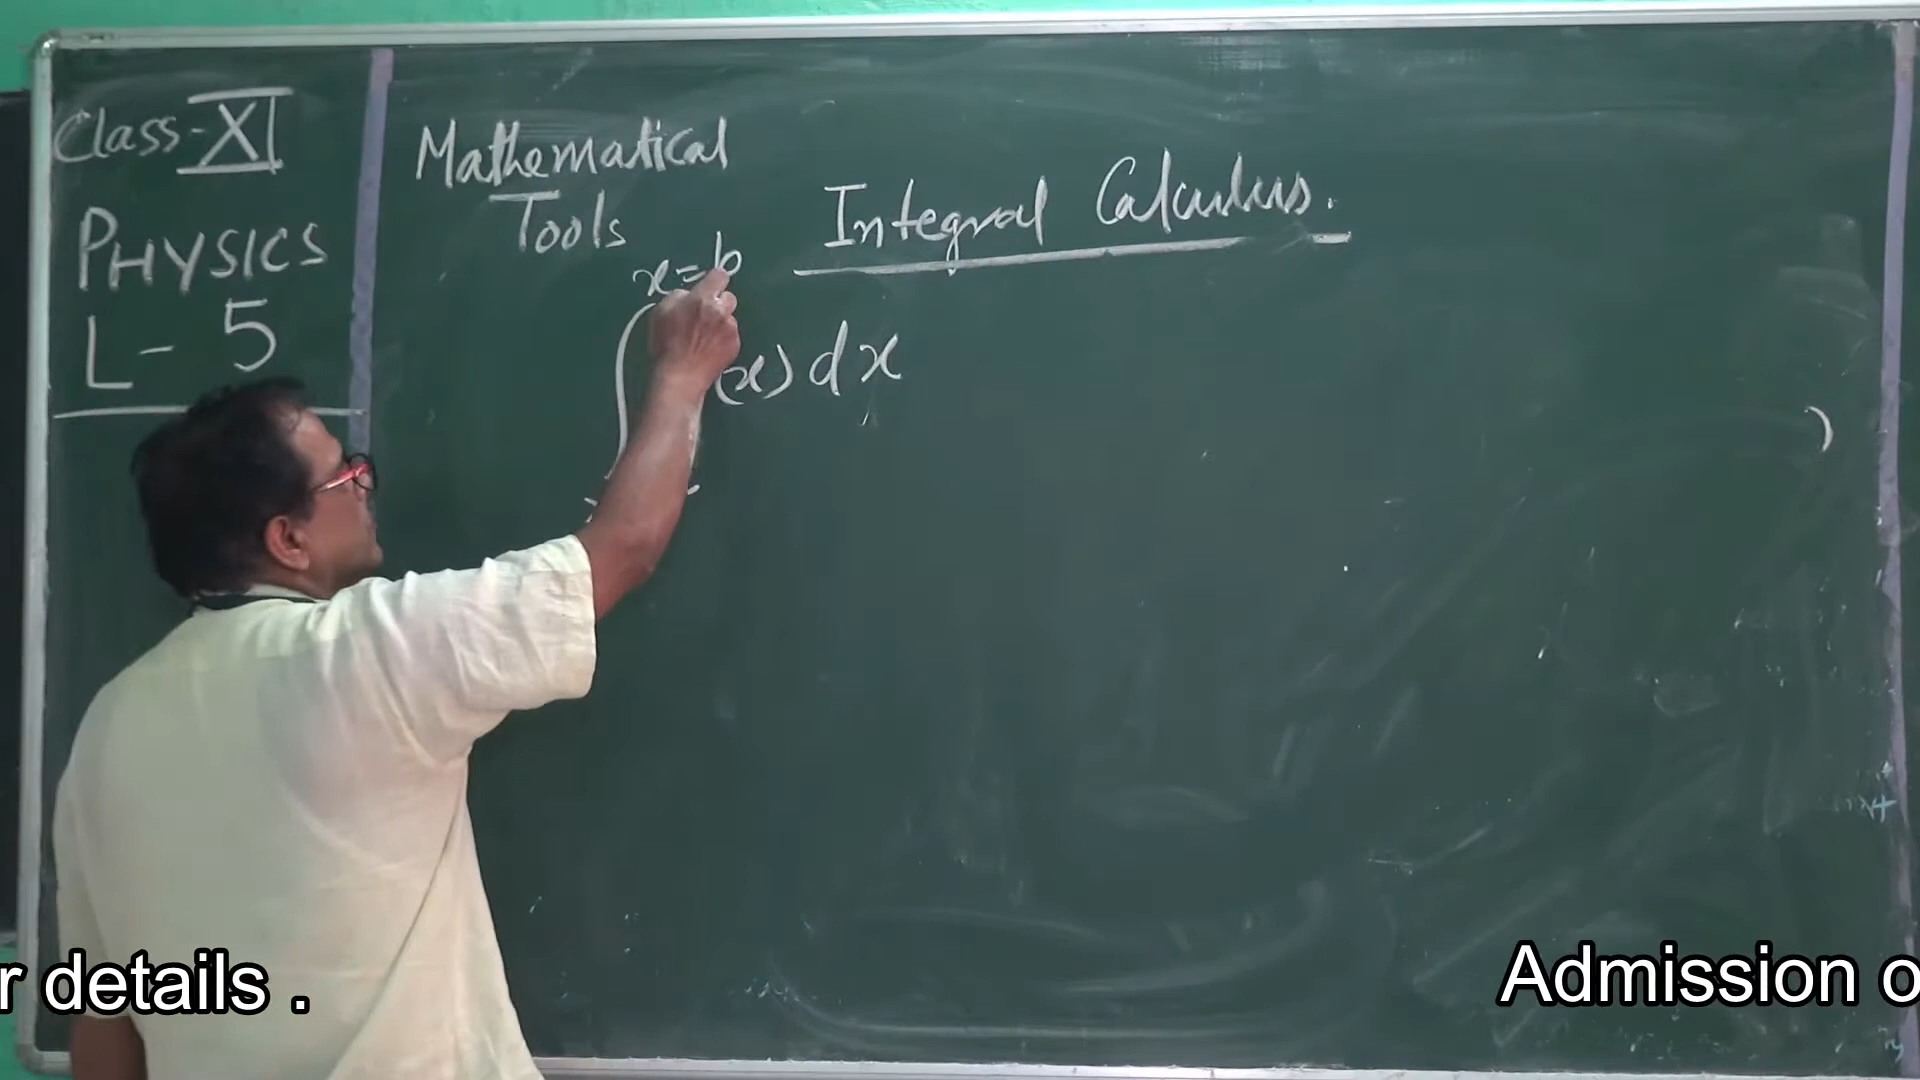 Class-XI
PHYSICS
L-5
Mathematical
Tools
Integral Calculus.
x=b
(x) dx
r details .
Admission o